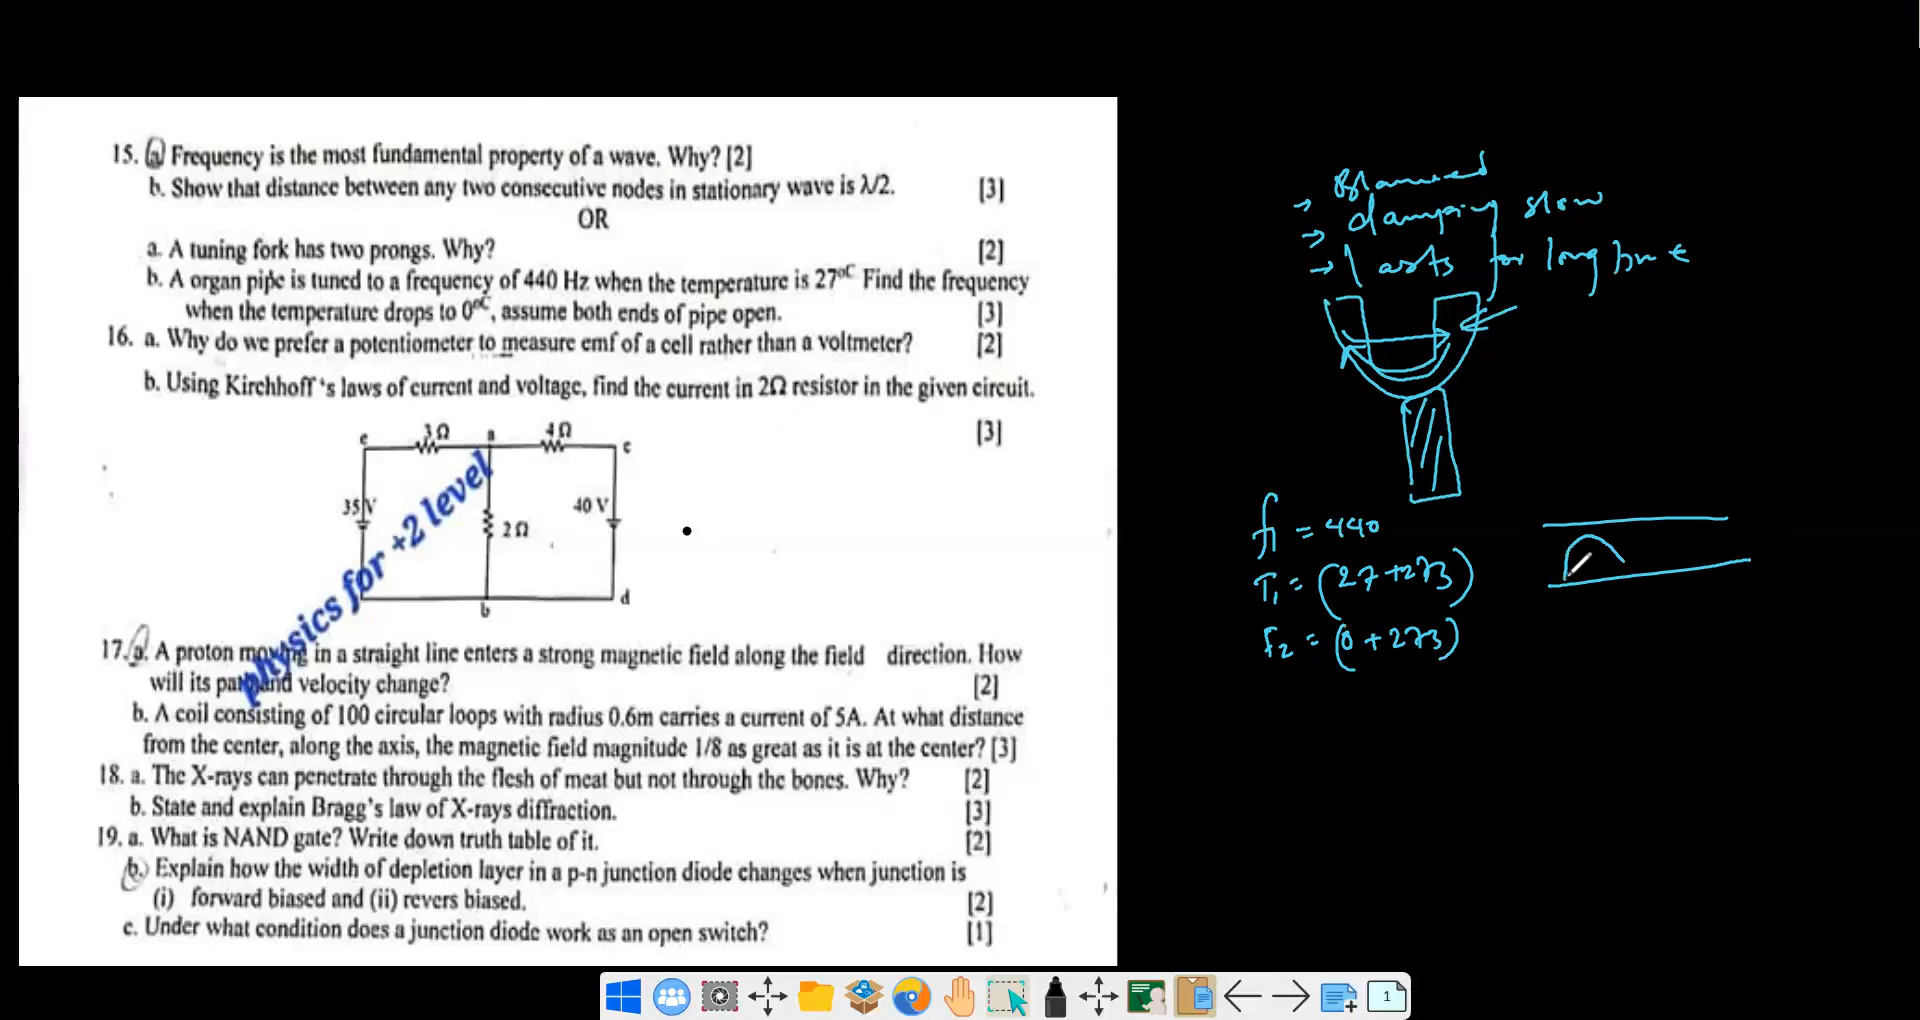 15. a. Frequency is the most fundamental property of a wave. Why? [2]
b. Show that distance between any two consecutive nodes in stationary wave is λ/2. [3]
OR
a. A tuning fork has two prongs. Why? [2]
b. A organ pipe is tuned to a frequency of 440 Hz when the temperature is 27⁰ᶜ Find the frequency
when the temperature drops to 0⁰ᶜ, assume both ends of pipe open. [3]
16. a. Why do we prefer a potentiometer to measure emf of a cell rather than a voltmeter? [2]
b. Using Kirchhoff 's laws of current and voltage, find the current in 2Ω resistor in the given circuit.
[3]
e 3Ω a 4Ω c
35 V 40 V
2Ω
b d
physics for +2 level
17. a. A proton moving in a straight line enters a strong magnetic field along the field direction. How
will its path and velocity change? [2]
b. A coil consisting of 100 circular loops with radius 0.6m carries a current of 5A. At what distance
from the center, along the axis, the magnetic field magnitude 1/8 as great as it is at the center? [3]
18. a. The X-rays can penetrate through the flesh of meat but not through the bones. Why? [2]
b. State and explain Bragg's law of X-rays diffraction. [3]
19. a. What is NAND gate? Write down truth table of it. [2]
b. Explain how the width of depletion layer in a p-n junction diode changes when junction is
(i) forward biased and (ii) revers biased. [2]
c. Under what condition does a junction diode work as an open switch? [1]
→
→ damping slow
→ lasts for long time
f1 = 440
T1 = (27+273)
f2 = (0+273)
1